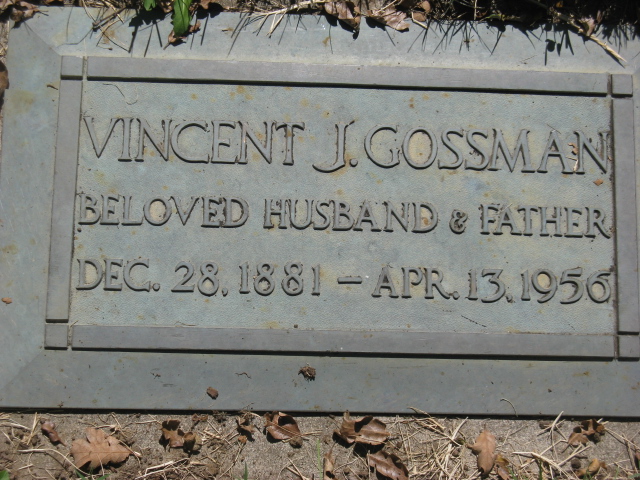 VINCENT J. GOSSMAN
BELOVED HUSBAND & FATHER
DEC. 28, 1881 – APR. 13, 1956